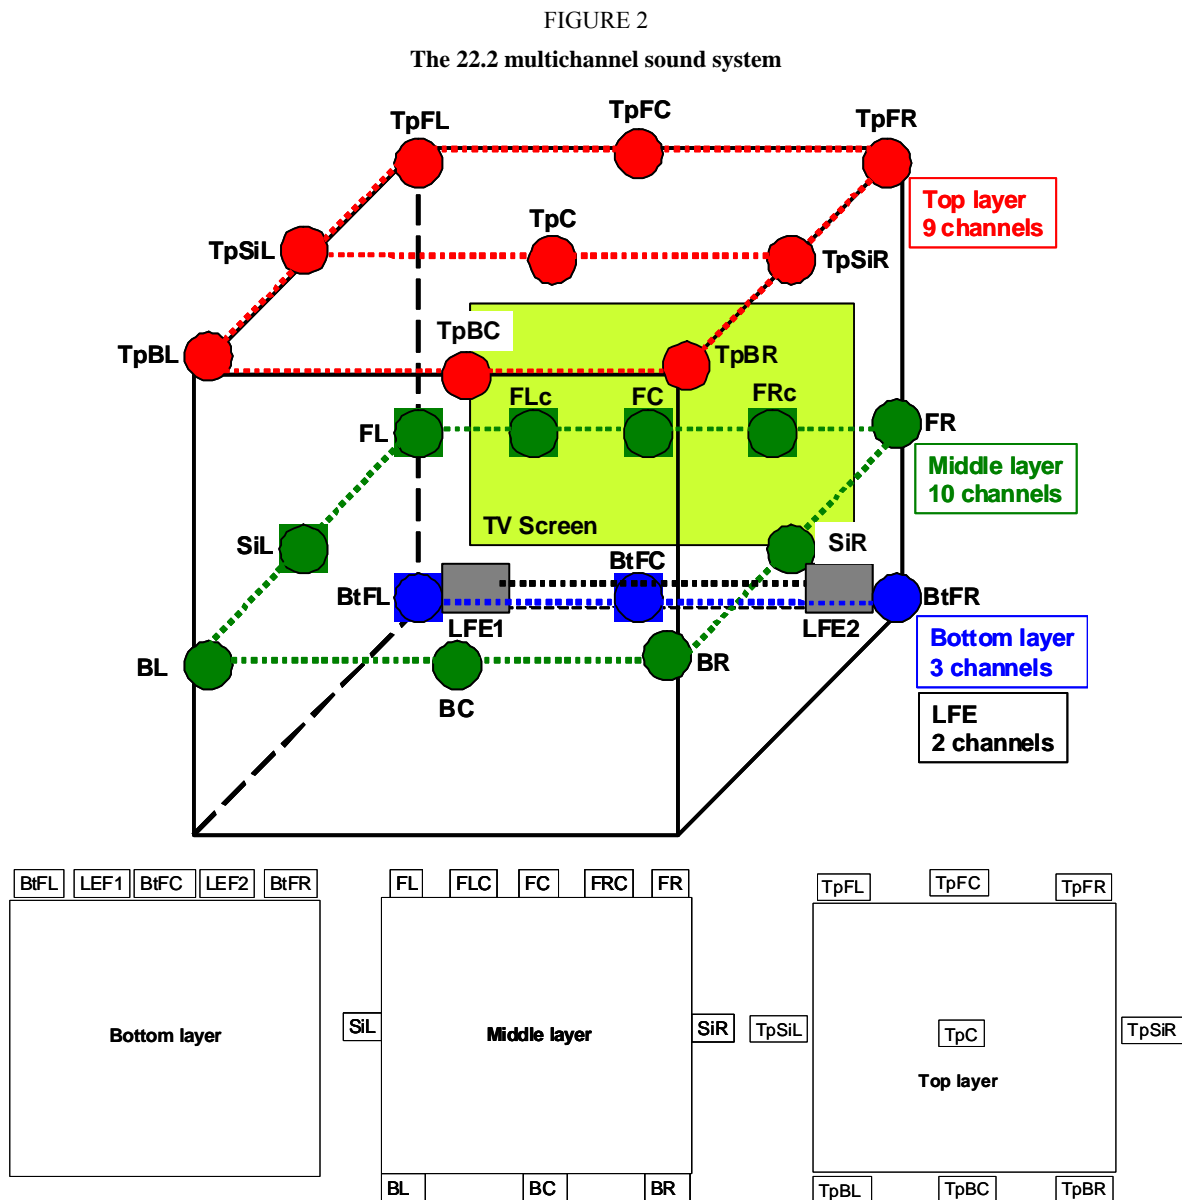 FIGURE 2
The 22.2 multichannel sound system
TpFL
TpFC
TpFR
Top layer
9 channels
TpSiL
TpC
TpSiR
TpBL
TpBC
TpBR
FL
FLc
FC
FRc
FR
Middle layer
10 channels
TV Screen
SiL
SiR
BtFL
BtFC
BtFR
LFE1
LFE2
Bottom layer
3 channels
BL
BC
BR
LFE
2 channels
BtFL LEF1 BtFC LEF2 BtFR
Bottom layer
FL FLC FC FRC FR
SiL
Middle layer
SiR
BL BC BR
TpFL TpFC TpFR
TpSiL
TpC
TpSiR
Top layer
TpBL TpBC TpBR